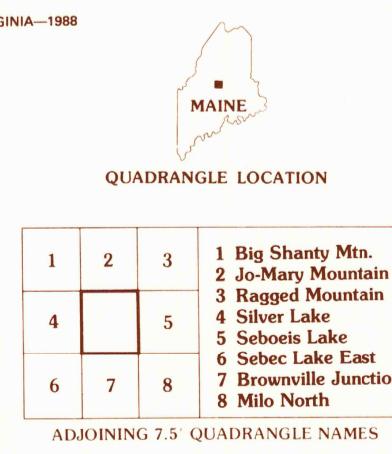 GINIA—1988
MAINE
QUADRANGLE LOCATION
1 2 3
4 5
6 7 8
1 Big Shanty Mtn.
2 Jo-Mary Mountain
3 Ragged Mountain
4 Silver Lake
5 Seboeis Lake
6 Sebec Lake East
7 Brownville Junctio
8 Milo North
ADJOINING 7.5′ QUADRANGLE NAMES